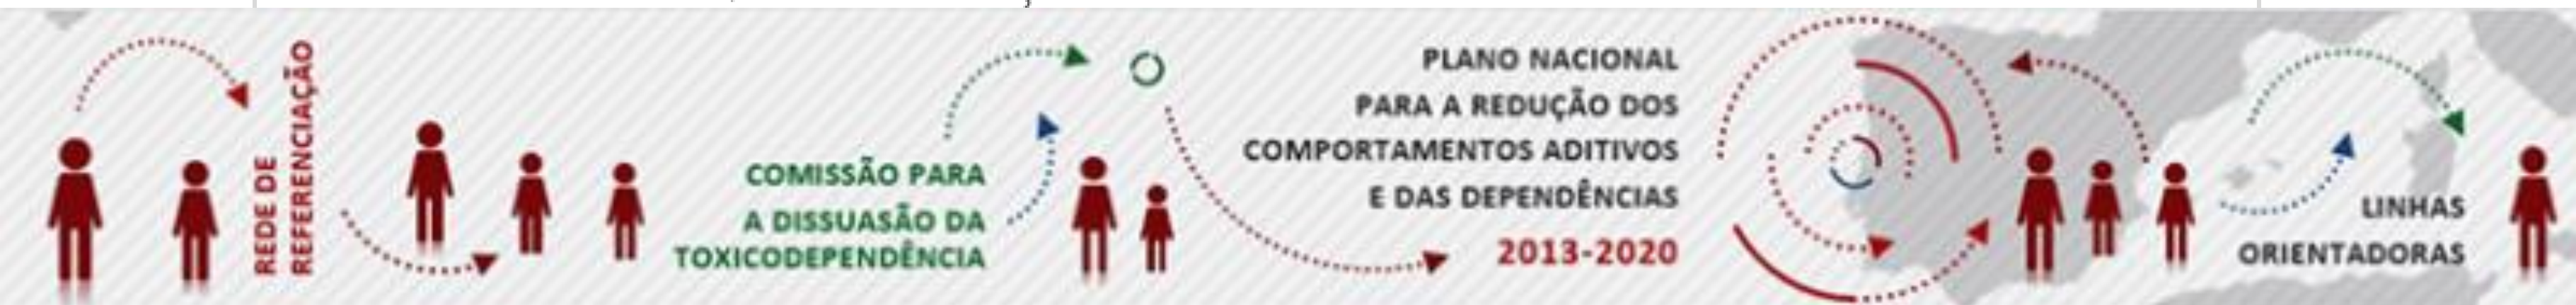 REDE DE
REFERENCIAÇÃO
COMISSÃO PARA
A DISSUASÃO DA
TOXICODEPENDÊNCIA
PLANO NACIONAL
PARA A REDUÇÃO DOS
COMPORTAMENTOS ADITIVOS
E DAS DEPENDÊNCIAS
2013-2020
LINHAS
ORIENTADORAS